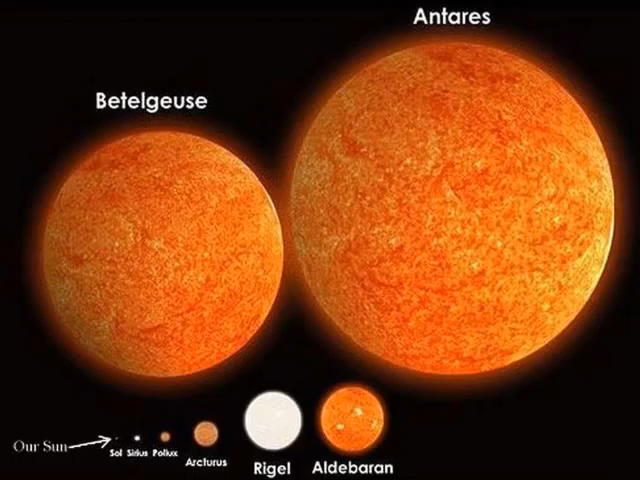 Antares
Betelgeuse
Our Sun
Sol
Sirius
Pollux
Arcturus
Rigel
Aldebaran